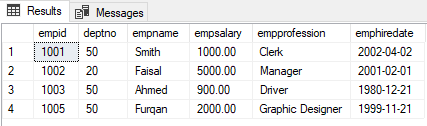 Results Messages
empid deptno empname empsalary empprofession emphiredate
1 1001 50 Smith 1000.00 Clerk 2002-04-02
2 1002 20 Faisal 5000.00 Manager 2001-02-01
3 1003 50 Ahmed 900.00 Driver 1980-12-21
4 1005 50 Furqan 2000.00 Graphic Designer 1999-11-21